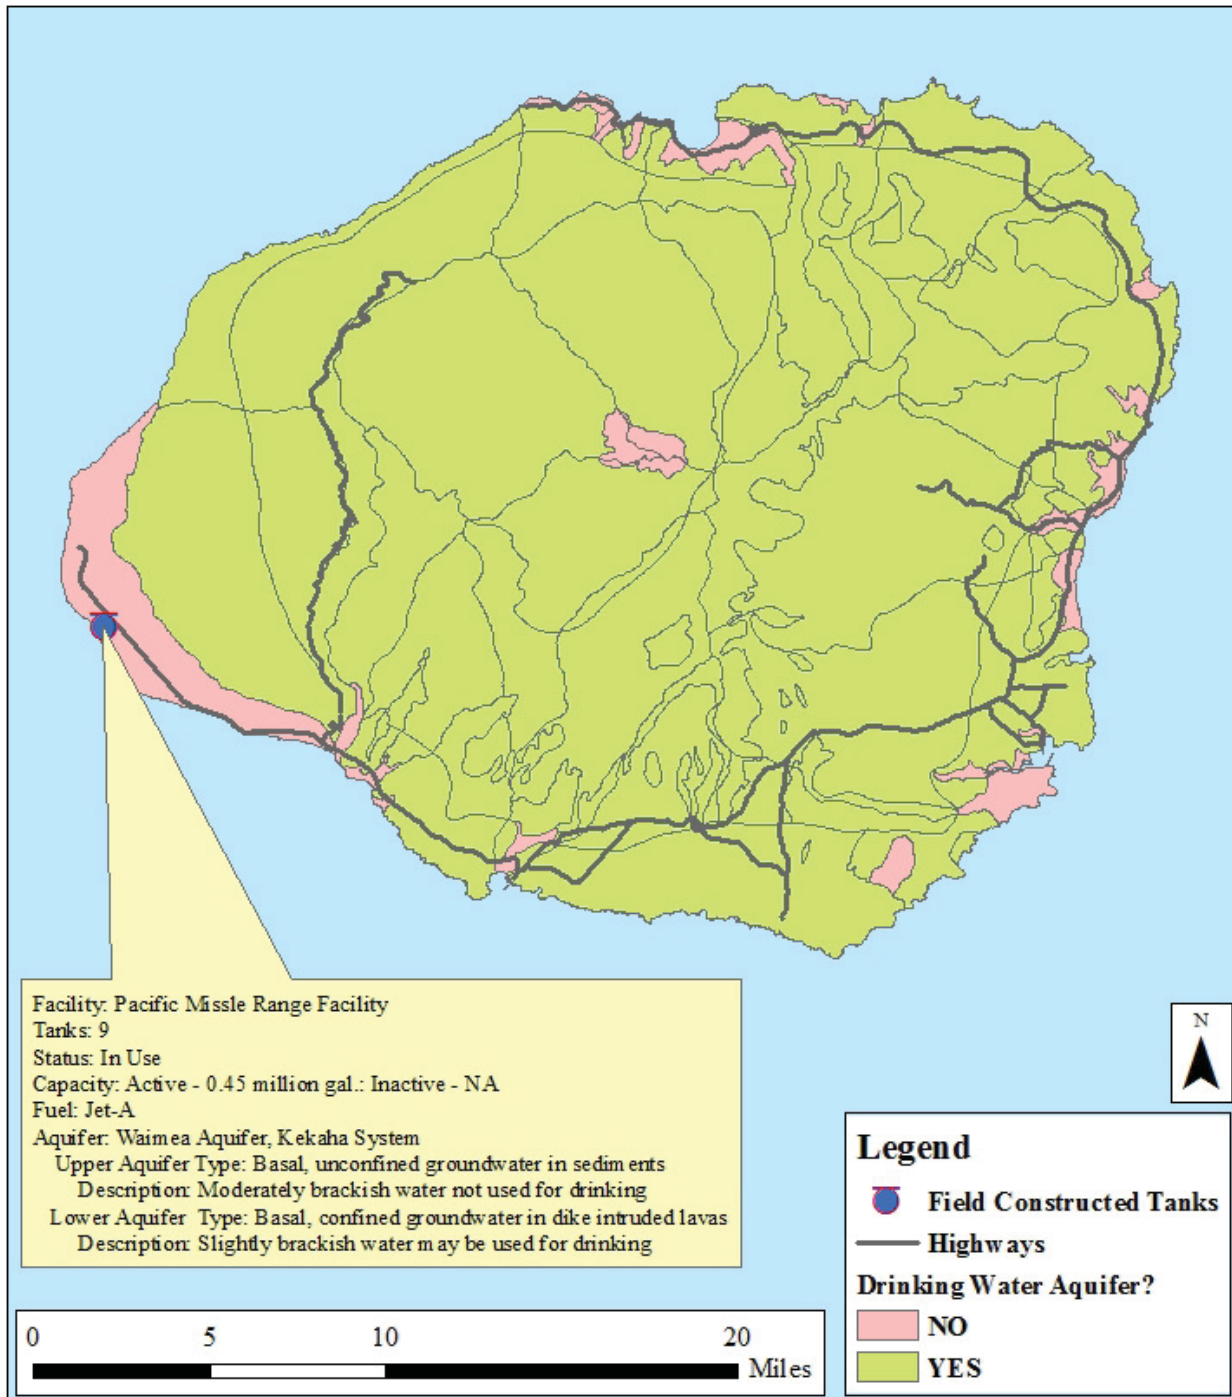 Facility: Pacific Missle Range Facility
Tanks: 9
Status: In Use
Capacity: Active - 0.45 million gal.: Inactive - NA
Fuel: Jet-A
Aquifer: Waimea Aquifer, Kekaha System
Upper Aquifer Type: Basal, unconfined groundwater in sediments
Description: Moderately brackish water not used for drinking
Lower Aquifer Type: Basal, confined groundwater in dike intruded lavas
Description: Slightly brackish water may be used for drinking
N
Legend
Field Constructed Tanks
Highways
Drinking Water Aquifer?
NO
YES
0 5 10 20
Miles